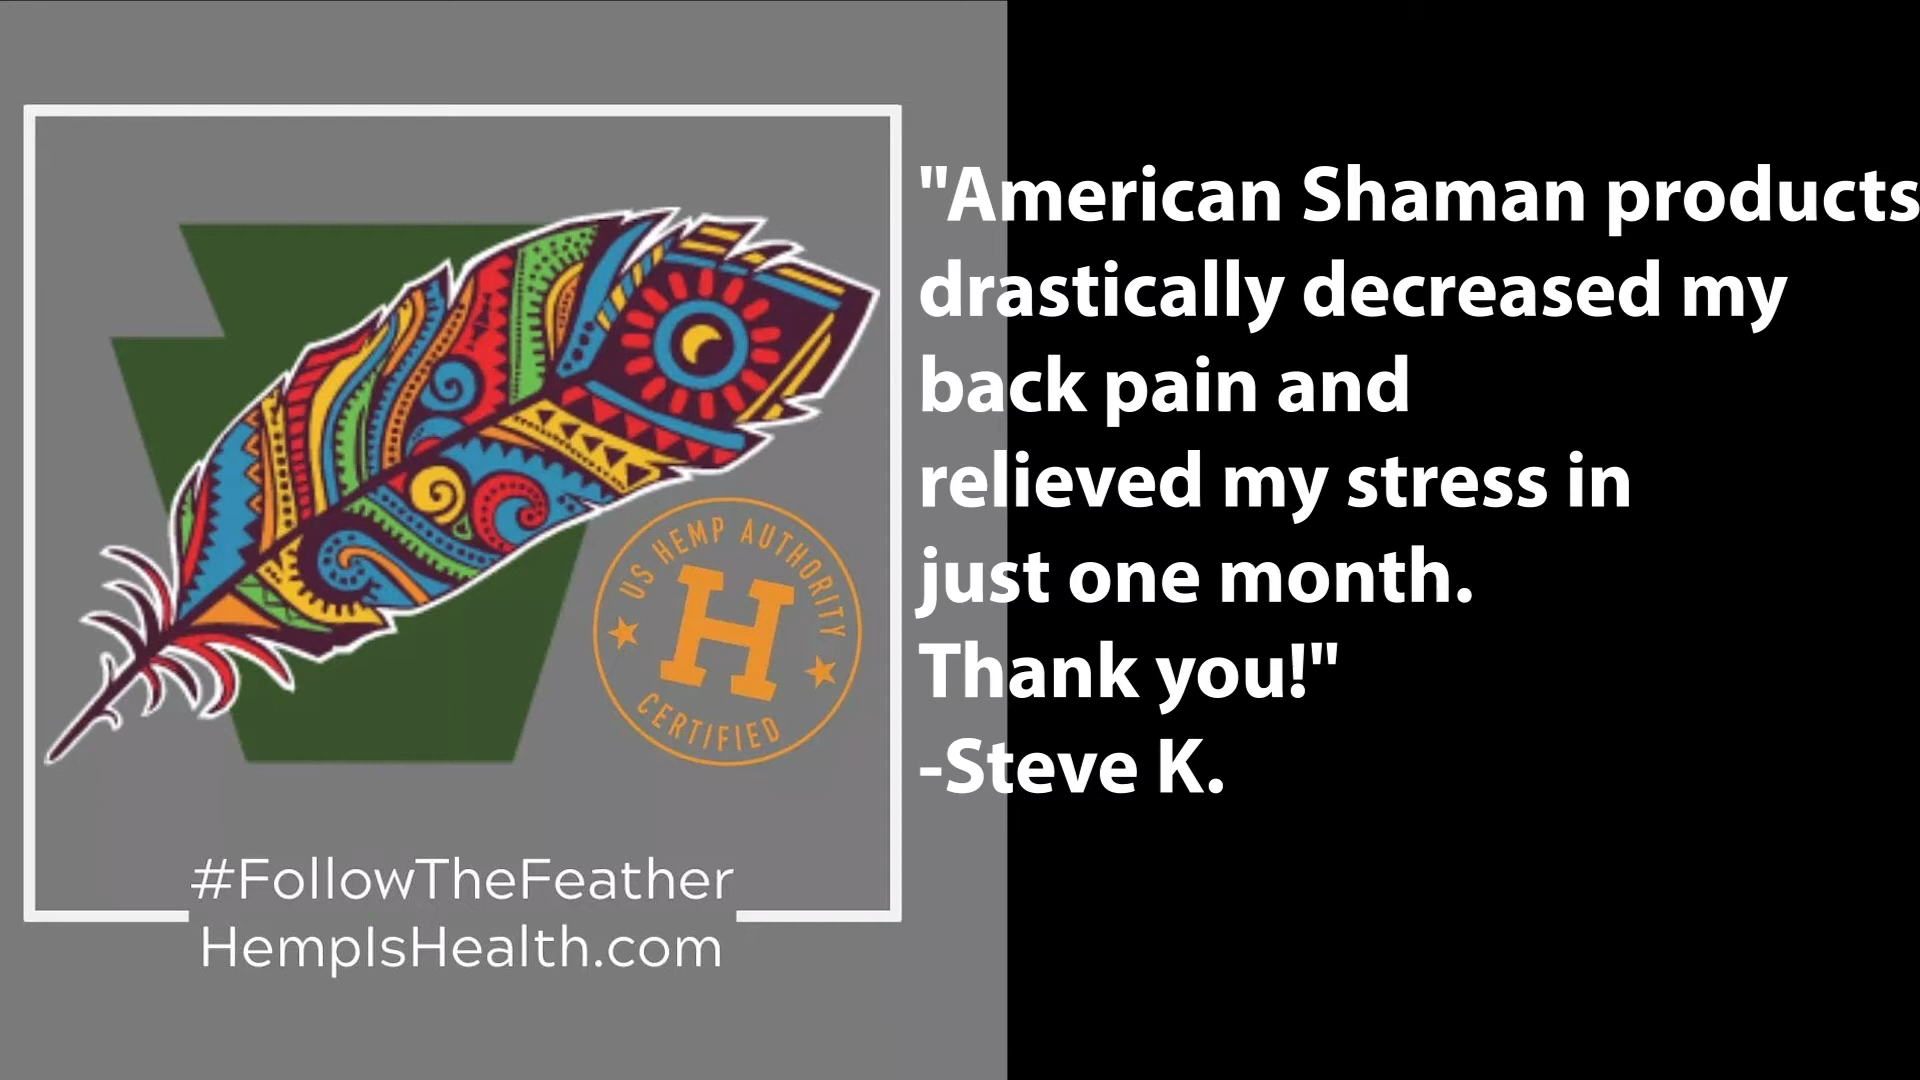 US HEMP AUTHORITY
H
CERTIFIED
#FollowTheFeather
HempIsHealth.com
"American Shaman products
drastically decreased my
back pain and
relieved my stress in
just one month.
Thank you!"
-Steve K.